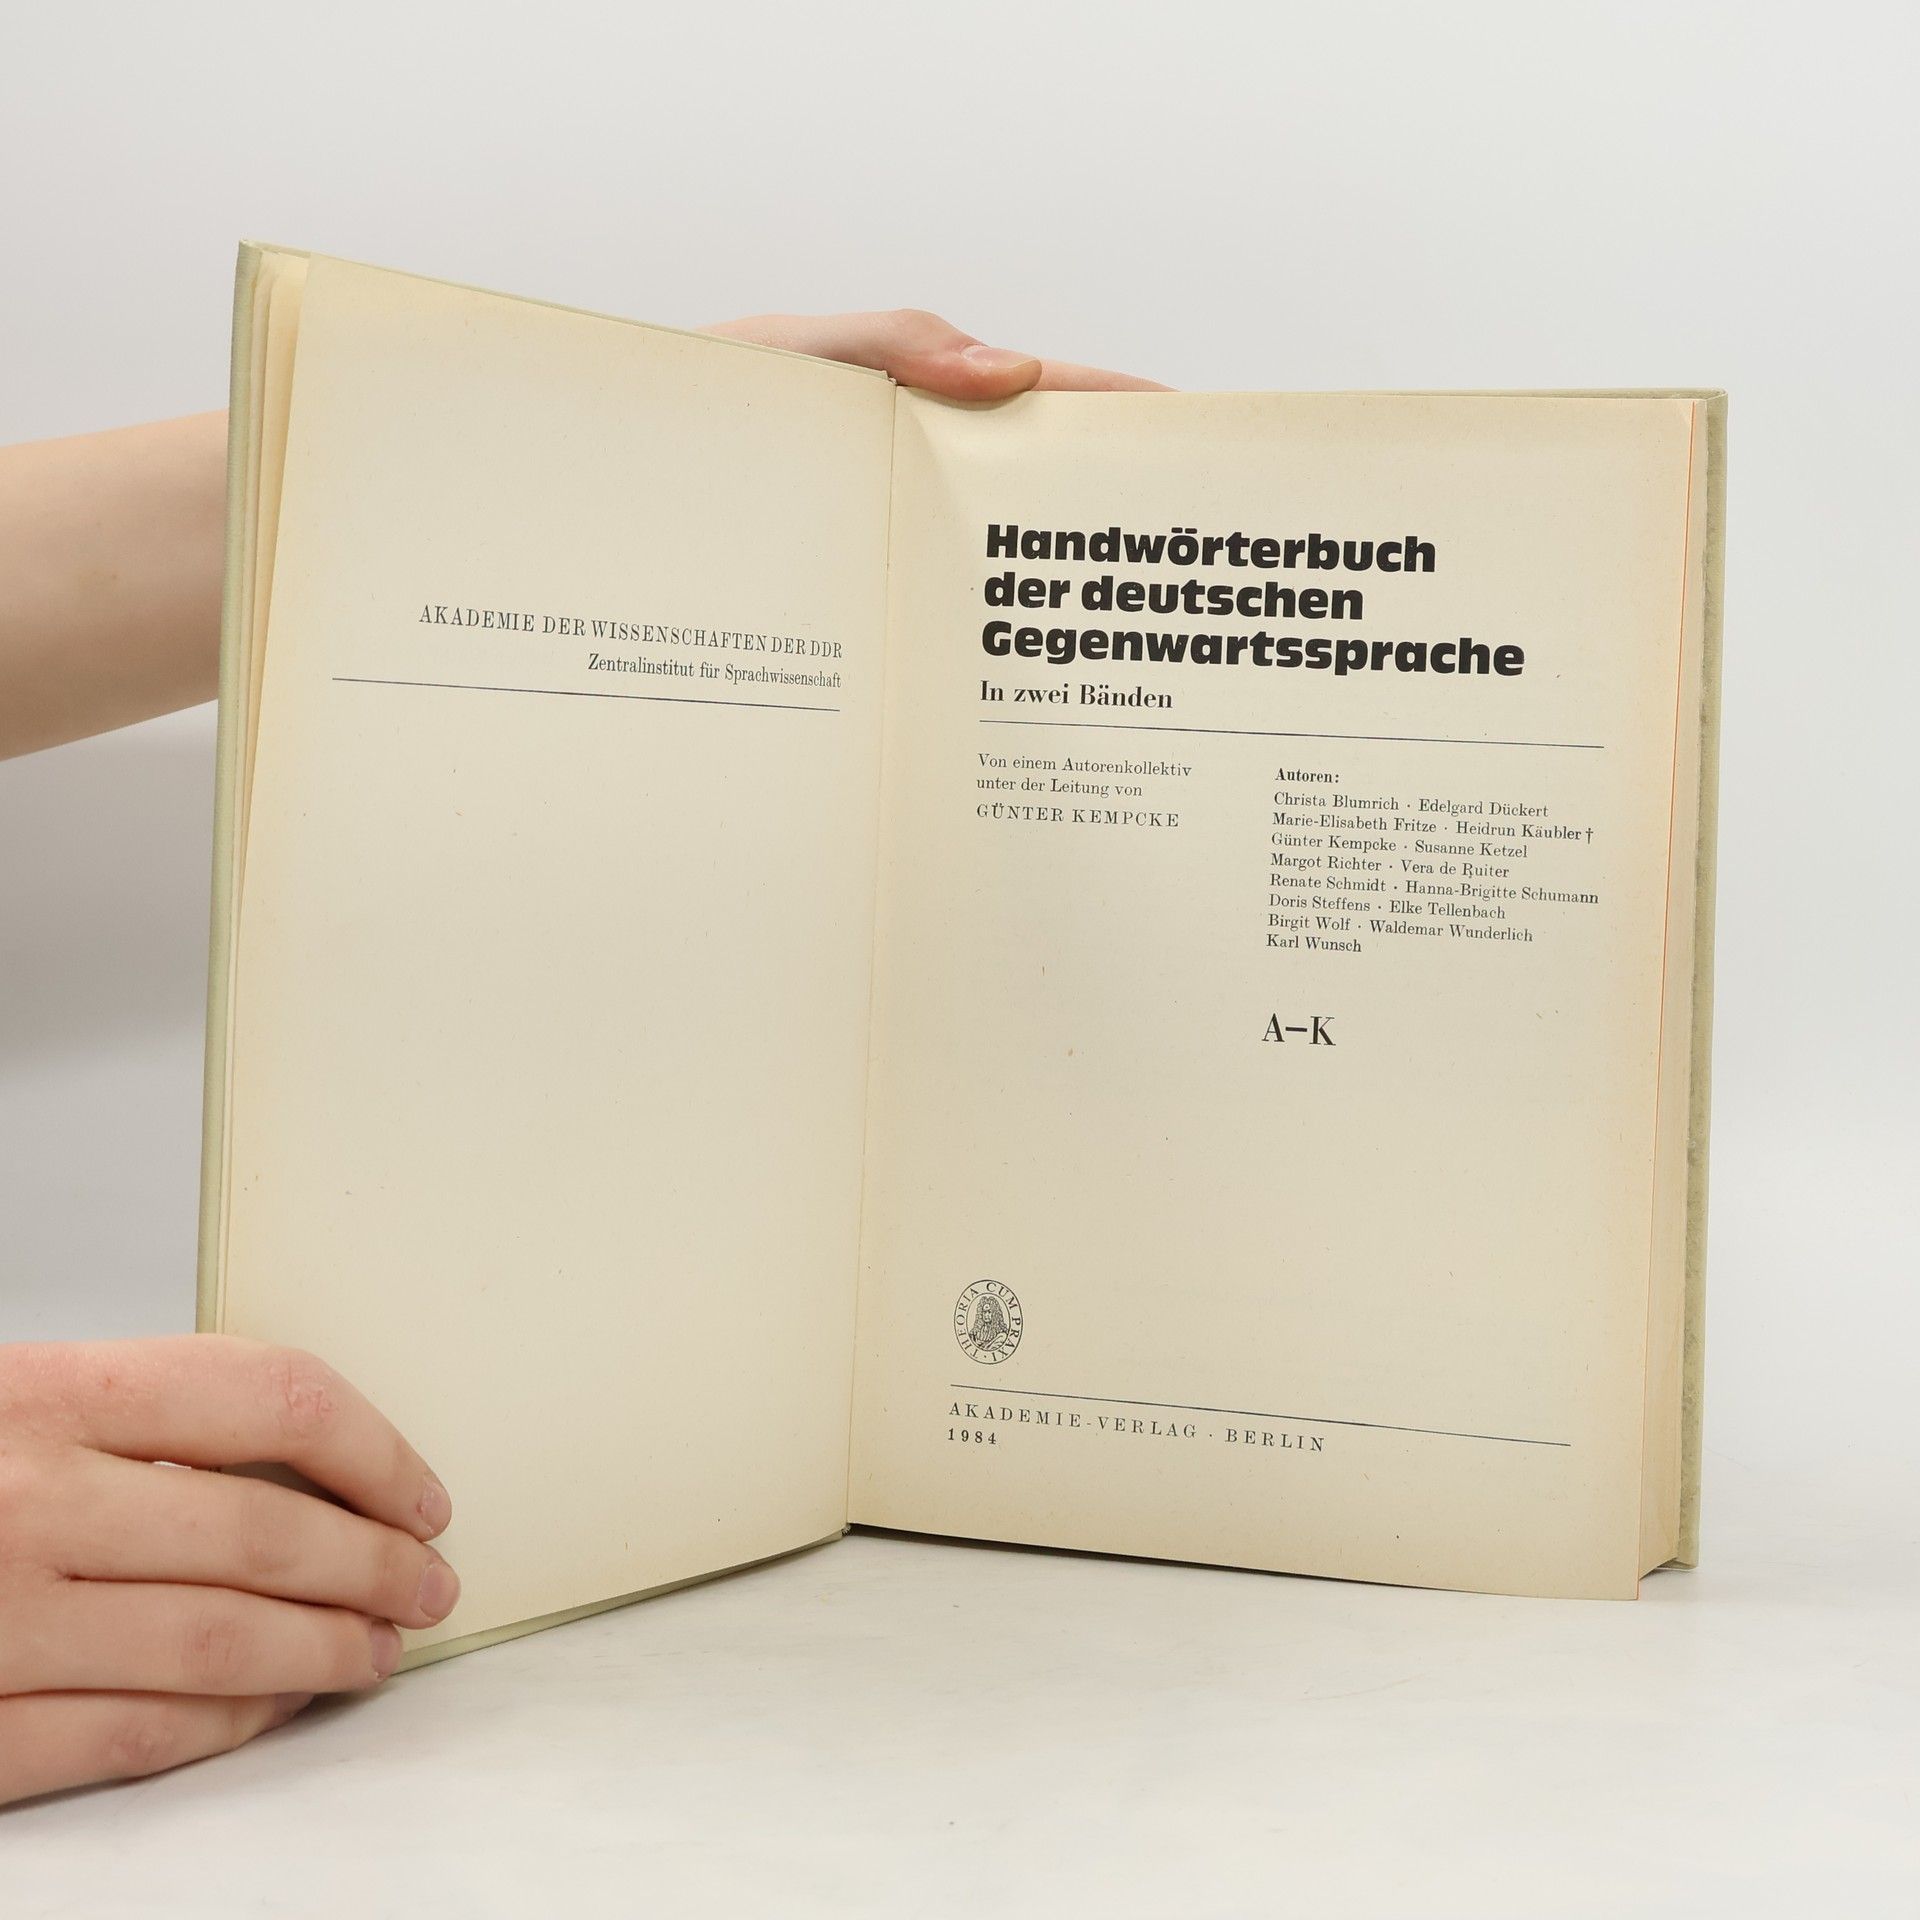 AKADEMIE DER WISSENSCHAFTEN DER DDR
Zentralinstitut für Sprachwissenschaft
Handwörterbuch
der deutschen
Gegenwartssprache
In zwei Bänden
Von einem Autorenkollektiv
unter der Leitung von
GÜNTER KEMPCKE
Autoren:
Christa Blumrich · Edelgard Dückert
Marie-Elisabeth Fritze · Heidrun Käubler †
Günter Kempcke · Susanne Ketzel
Margot Richter · Vera de Ruiter
Renate Schmidt · Hanna-Brigitte Schumann
Doris Steffens · Elke Tellenbach
Birgit Wolf · Waldemar Wunderlich
Karl Wunsch
A–K
THEORIA CUM PRAXI ·
AKADEMIE-VERLAG · BERLIN
1984